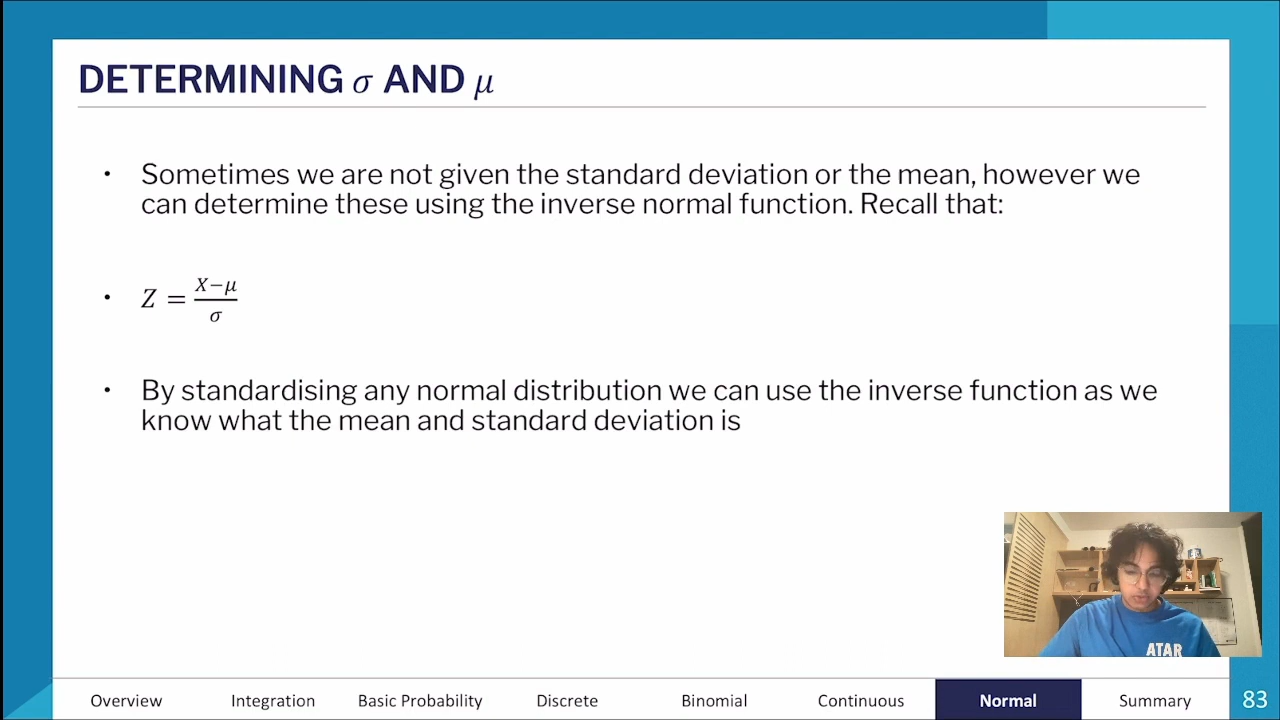 DETERMINING σ AND μ
• Sometimes we are not given the standard deviation or the mean, however we
can determine these using the inverse normal function. Recall that:
• Z = X−μ / σ
• By standardising any normal distribution we can use the inverse function as we
know what the mean and standard deviation is
ATAR
Overview Integration Basic Probability Discrete Binomial Continuous Normal Summary 83